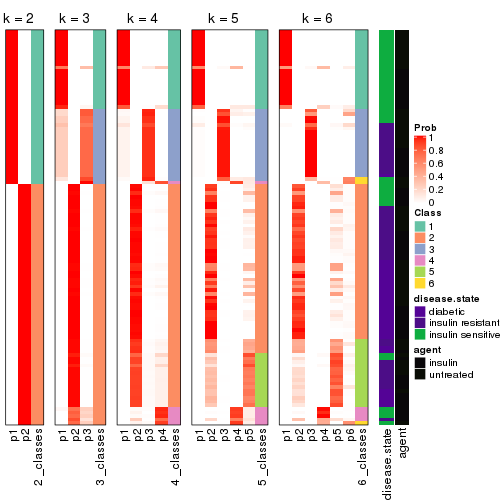 k = 2
k = 3
k = 4
k = 5
k = 6
p1
p2
2_classes
p1
p2
p3
3_classes
p1
p2
p3
p4
4_classes
p1
p2
p3
p4
p5
5_classes
p1
p2
p3
p4
p5
p6
6_classes
disease.state
agent
Prob
1
0.8
0.6
0.4
0.2
0
Class
1
2
3
4
5
6
disease.state
diabetic
insulin resistant
insulin sensitive
agent
insulin
untreated